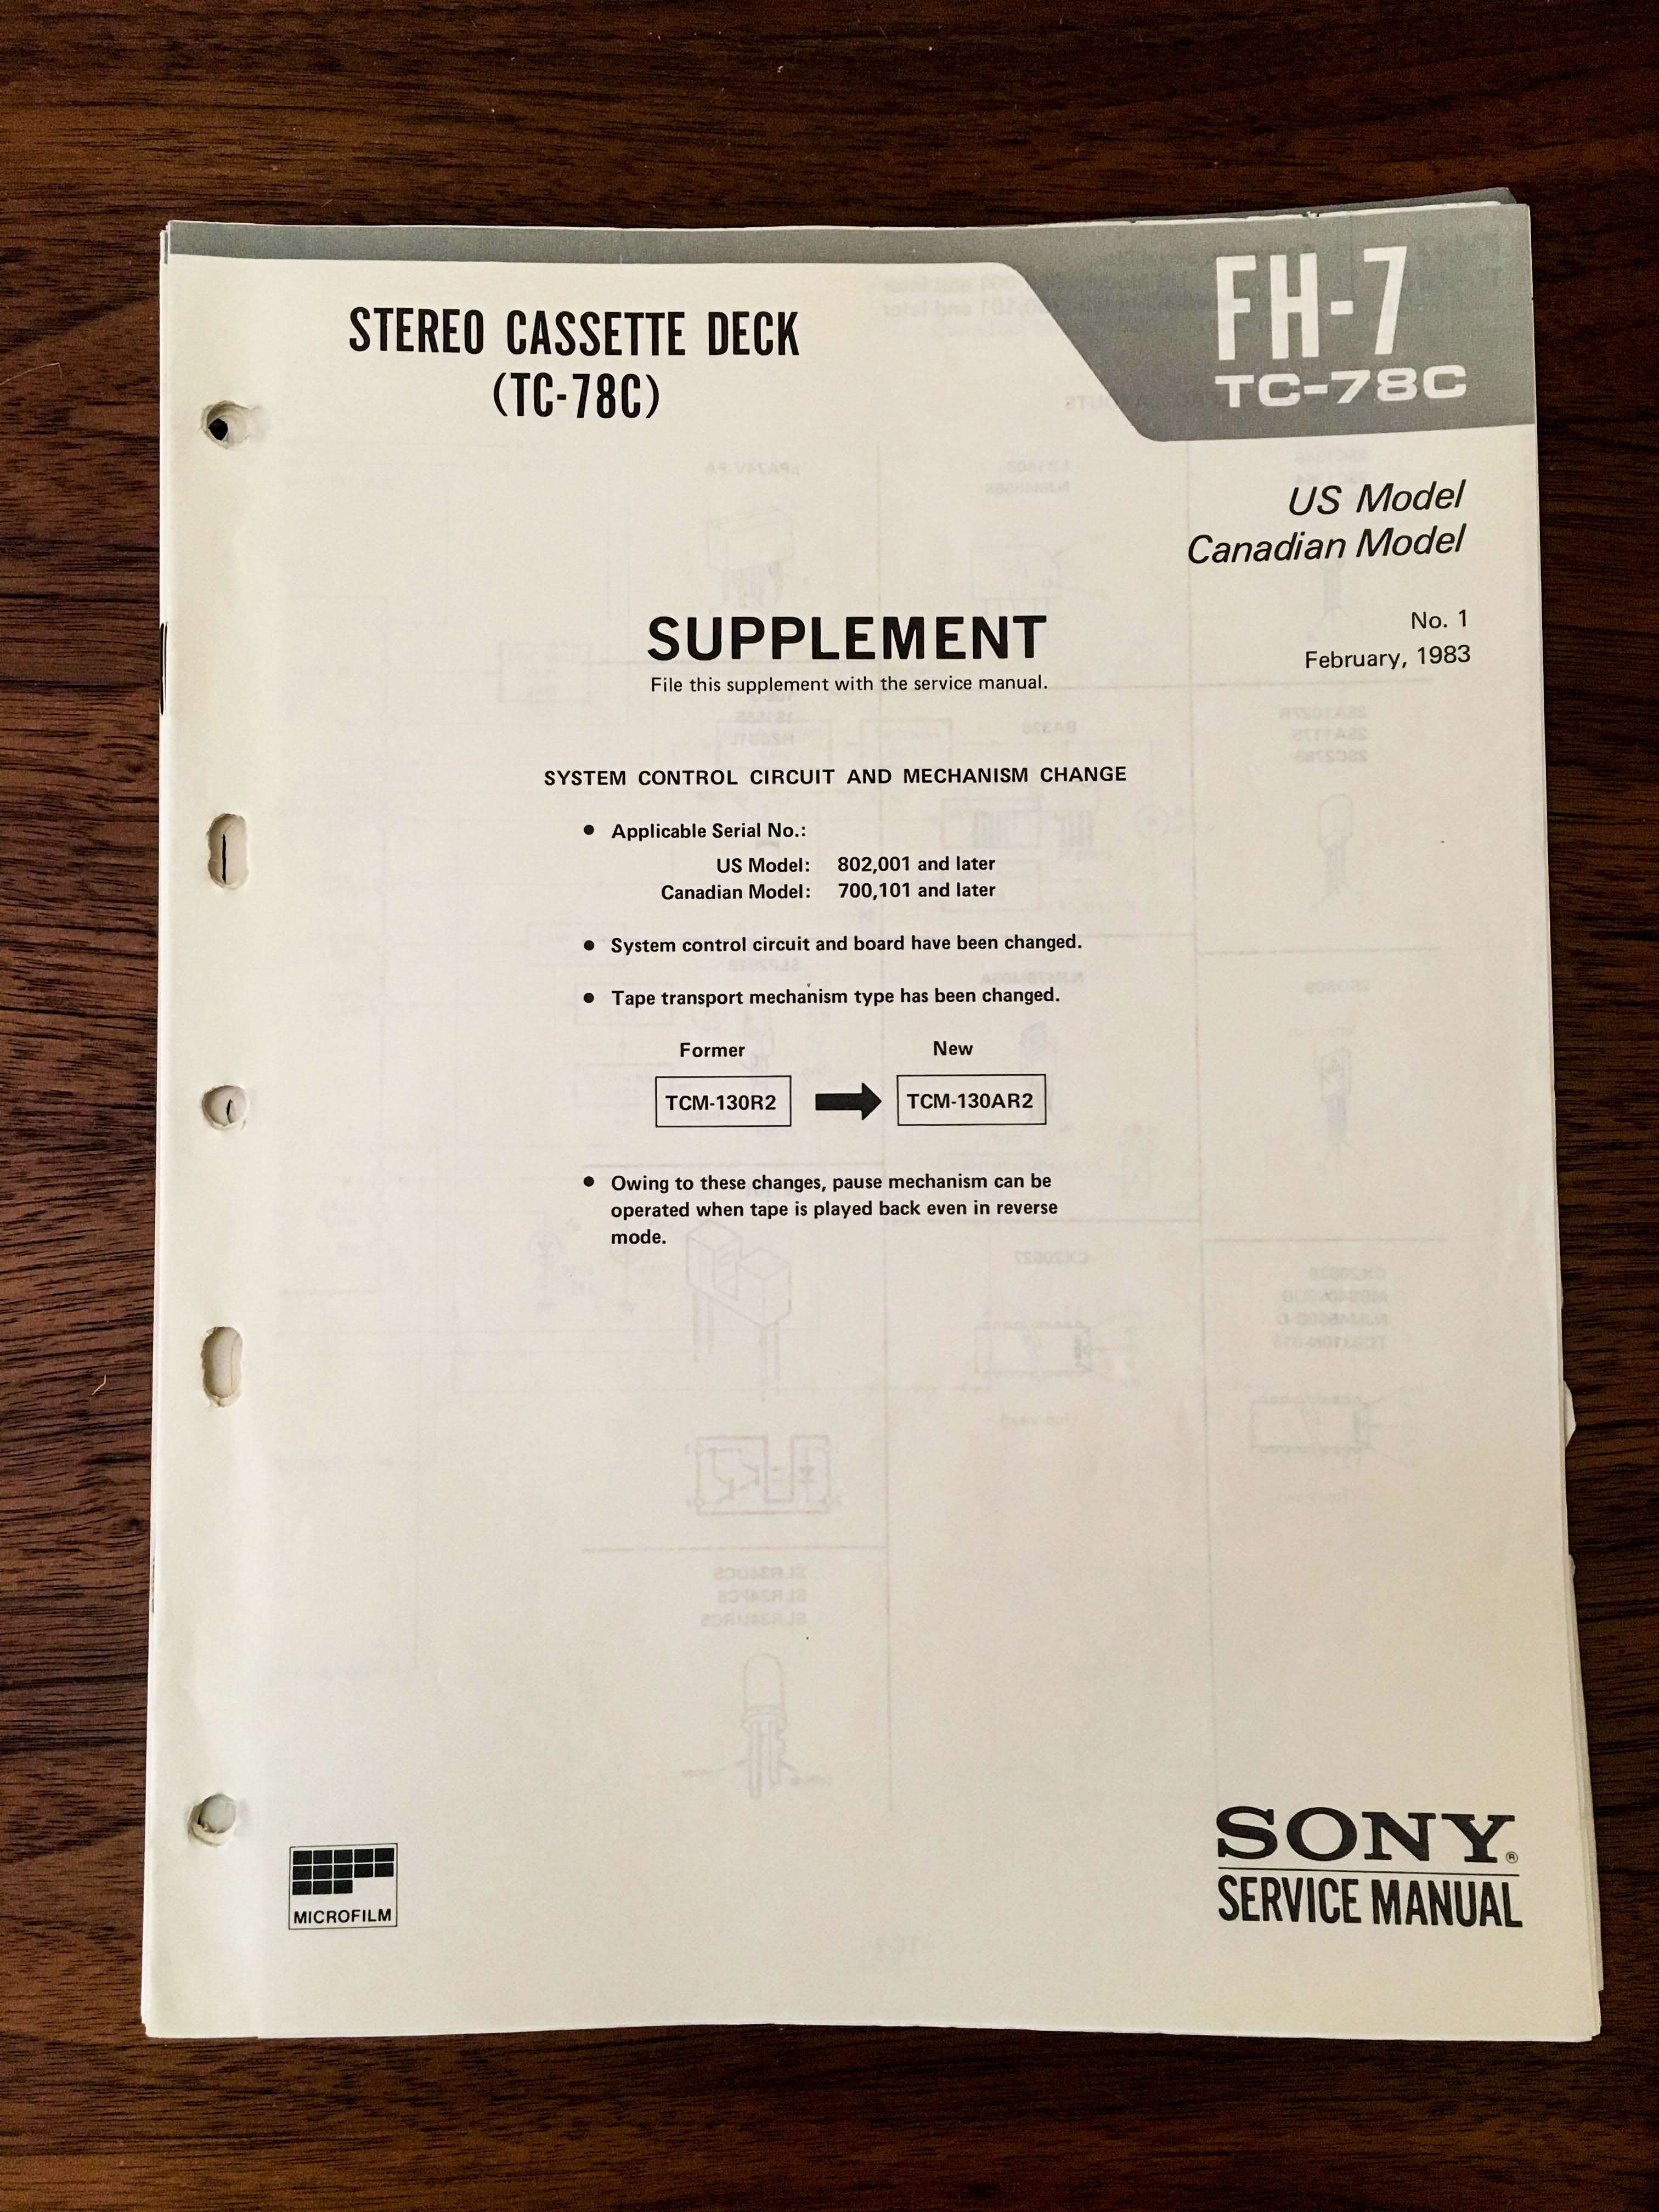 STEREO CASSETTE DECK
(TC-78C)
FH-7
TC-78C
US Model
Canadian Model
No. 1
February, 1983
SUPPLEMENT
File this supplement with the service manual.
SYSTEM CONTROL CIRCUIT AND MECHANISM CHANGE
● Applicable Serial No.:
US Model: 802,001 and later
Canadian Model: 700,101 and later
● System control circuit and board have been changed.
● Tape transport mechanism type has been changed.
Former New
TCM-130R2 TCM-130AR2
● Owing to these changes, pause mechanism can be
operated when tape is played back even in reverse
mode.
MICROFILM
SONY®
SERVICE MANUAL